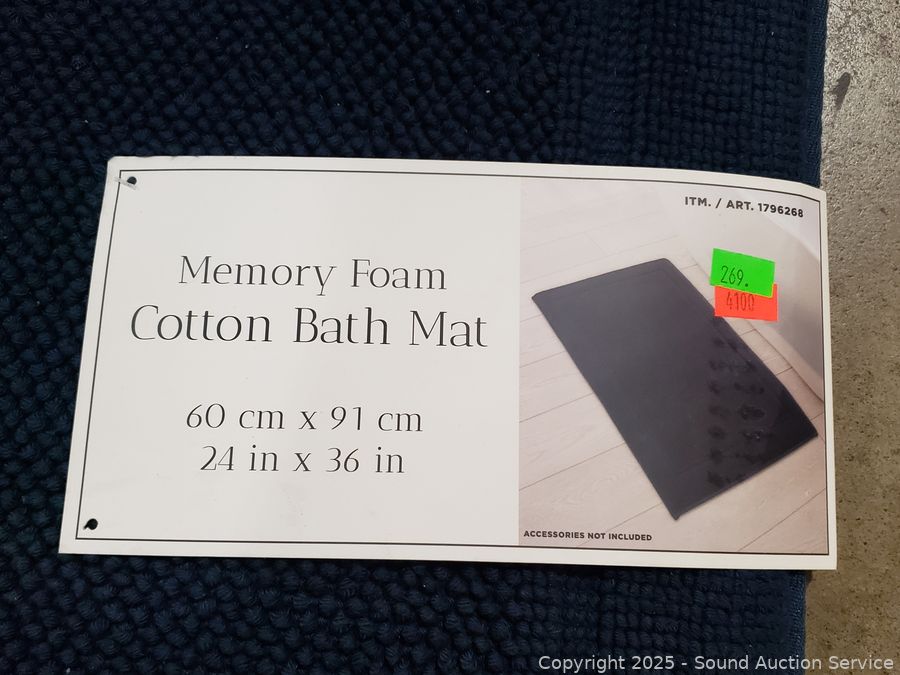 Memory Foam
Cotton Bath Mat
60 cm x 91 cm
24 in x 36 in
ITM. / ART. 1796268
269.
4100
ACCESSORIES NOT INCLUDED
Copyright 2025 - Sound Auction Service